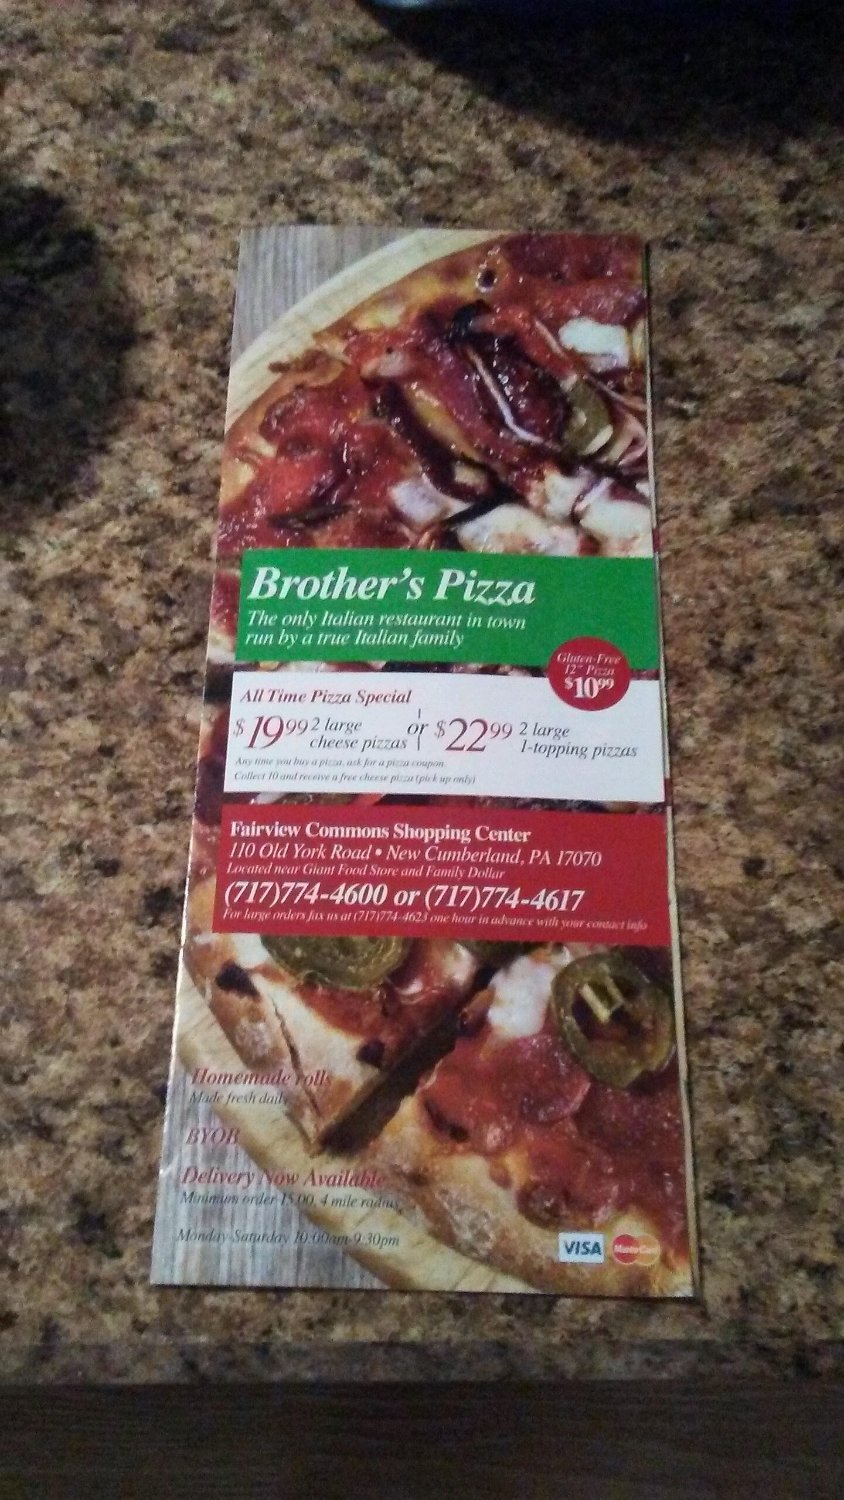 Brother's Pizza
The only Italian restaurant in town
run by a true Italian family
Gluten-Free
12" Pizza
$10.99
All Time Pizza Special
$19.99 2 large cheese pizzas or $22.99 2 large 1-topping pizzas
Any time you buy a pizza, ask for a pizza coupon.
Collect 10 and receive a free cheese pizza (pick up only)
Fairview Commons Shopping Center
110 Old York Road • New Cumberland, PA 17070
Located near Giant Food Store and Family Dollar
(717)774-4600 or (717)774-4617
For large orders fax us at (717)774-4623 one hour in advance with your contact info
Homemade rolls
Made fresh daily
BYOB
Delivery Now Available
Minimum order 15.00, 4 mile radius
Monday-Saturday 10:00am-9:30pm
VISA
MasterCard